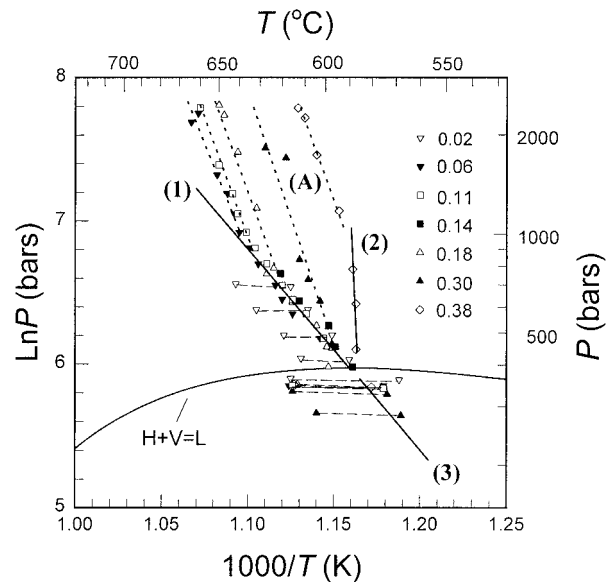 T (°C)
700 650 600 550
8
7
6
5
LnP (bars)
2000
1000
500
P (bars)
0.02
0.06
0.11
0.14
0.18
0.30
0.38
(1)
(A)
(2)
(3)
H+V=L
1.00 1.05 1.10 1.15 1.20 1.25
1000/T (K)